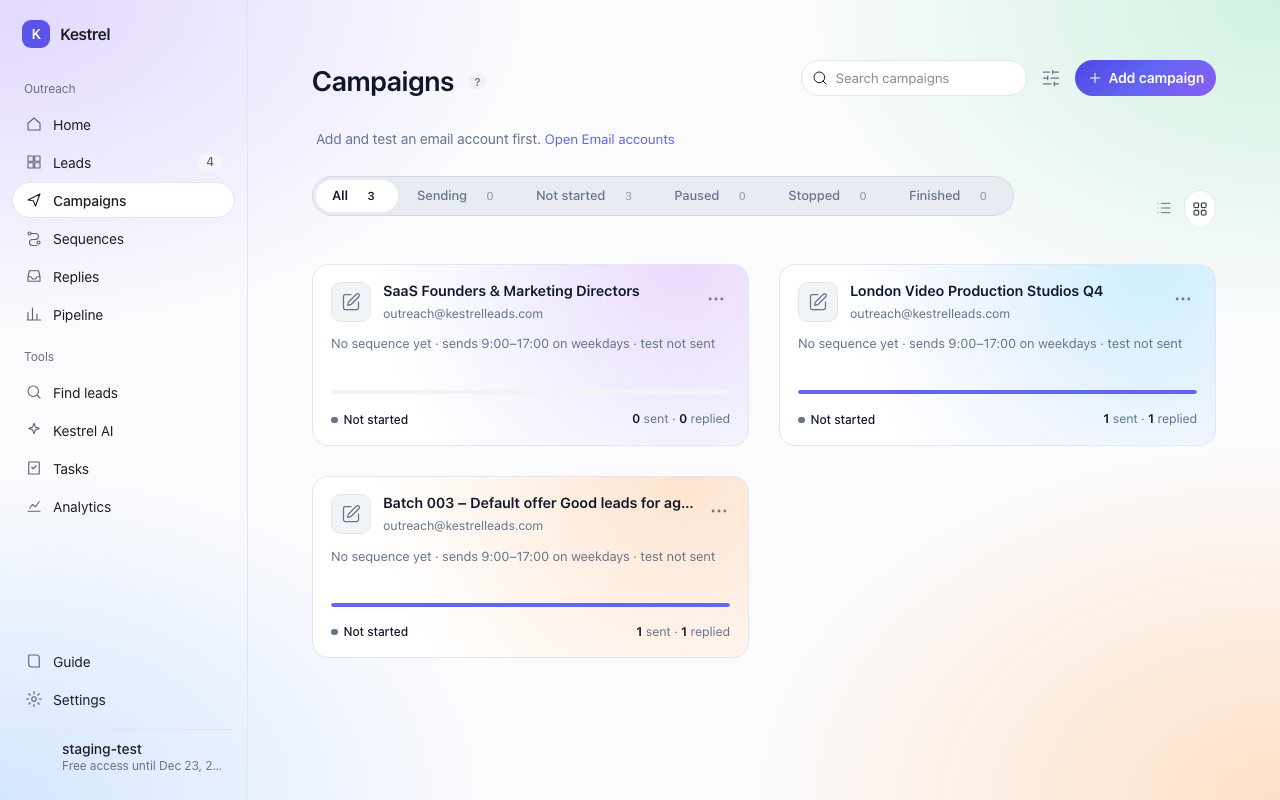 K Kestrel
Outreach
Home
Leads 4
Campaigns
Sequences
Replies
Pipeline
Tools
Find leads
Kestrel AI
Tasks
Analytics
Guide
Settings
staging-test
Free access until Dec 23, 2...
Campaigns ?
Search campaigns
+ Add campaign
Add and test an email account first. Open Email accounts
All 3 Sending 0 Not started 3 Paused 0 Stopped 0 Finished 0
SaaS Founders & Marketing Directors
outreach@kestrelleads.com
No sequence yet · sends 9:00–17:00 on weekdays · test not sent
Not started 0 sent · 0 replied
London Video Production Studios Q4
outreach@kestrelleads.com
No sequence yet · sends 9:00–17:00 on weekdays · test not sent
Not started 1 sent · 1 replied
Batch 003 – Default offer Good leads for ag...
outreach@kestrelleads.com
No sequence yet · sends 9:00–17:00 on weekdays · test not sent
Not started 1 sent · 1 replied